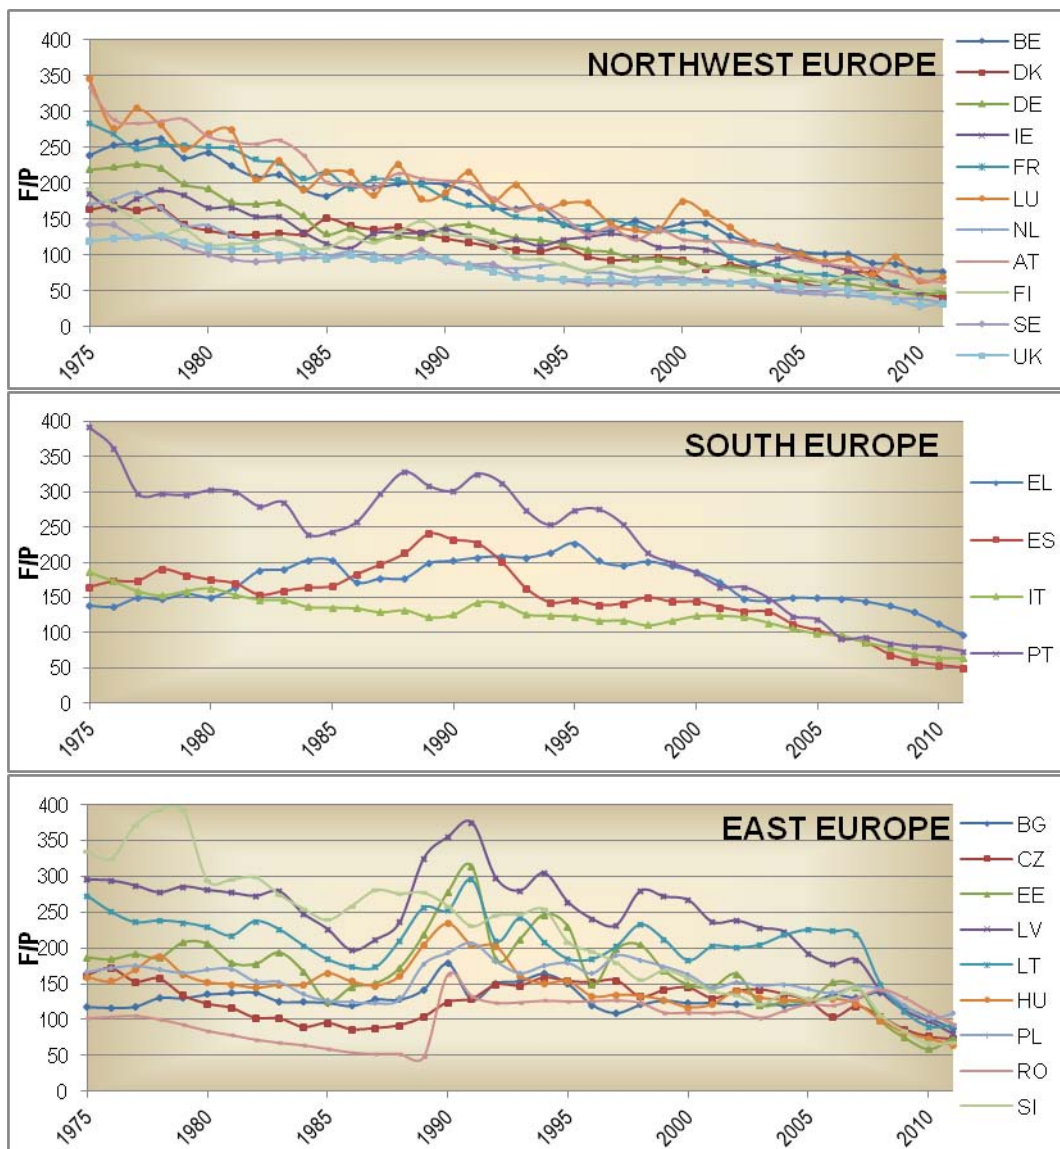 NORTHWEST EUROPE
F/P
400
350
300
250
200
150
100
50
0
1975
1980
1985
1990
1995
2000
2005
2010
BE
DK
DE
IE
FR
LU
NL
AT
FI
SE
UK
SOUTH EUROPE
F/P
400
350
300
250
200
150
100
50
0
1975
1980
1985
1990
1995
2000
2005
2010
EL
ES
IT
PT
EAST EUROPE
F/P
400
350
300
250
200
150
100
50
0
1975
1980
1985
1990
1995
2000
2005
2010
BG
CZ
EE
LV
LT
HU
PL
RO
SI